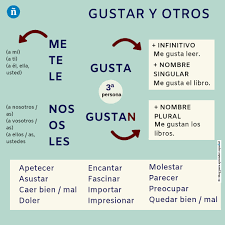 ñ
GUSTAR Y OTROS
(a mí)
(a ti)
(a él, ella,
usted)
ME
TE
LE
GUSTA
+ INFINITIVO
Me gusta leer.
+ NOMBRE
SINGULAR
Me gusta el libro.
3ª
persona
(a nosotros /
as)
(a vosotros /
as)
(a ellos / as,
ustedes
NOS
OS
LES
GUSTAN
+ NOMBRE
PLURAL
Me gustan los
libros.
Apetecer
Asustar
Caer bien / mal
Doler
Encantar
Fascinar
Importar
Impresionar
Molestar
Parecer
Preocupar
Quedar bien / mal